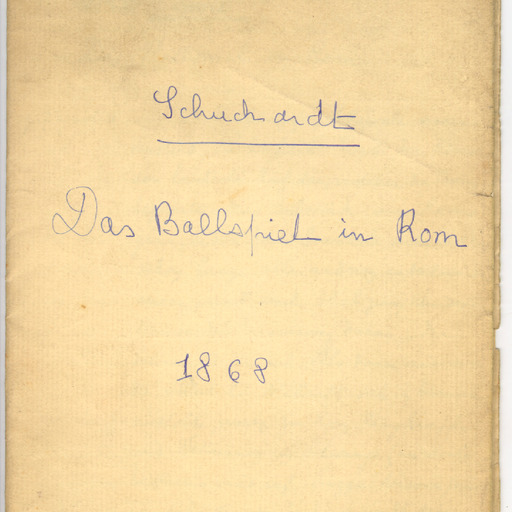 Schuchardt
Das Ballspiel in Rom
1868